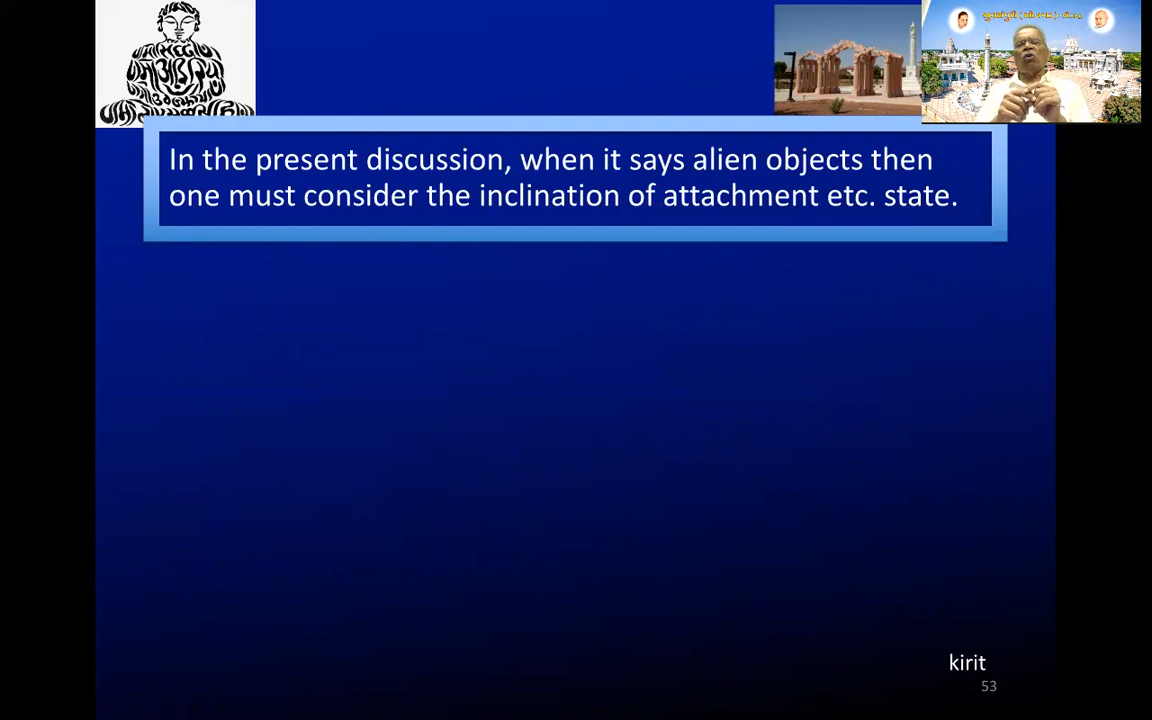 In the present discussion, when it says alien objects then
one must consider the inclination of attachment etc. state.
kirit
53